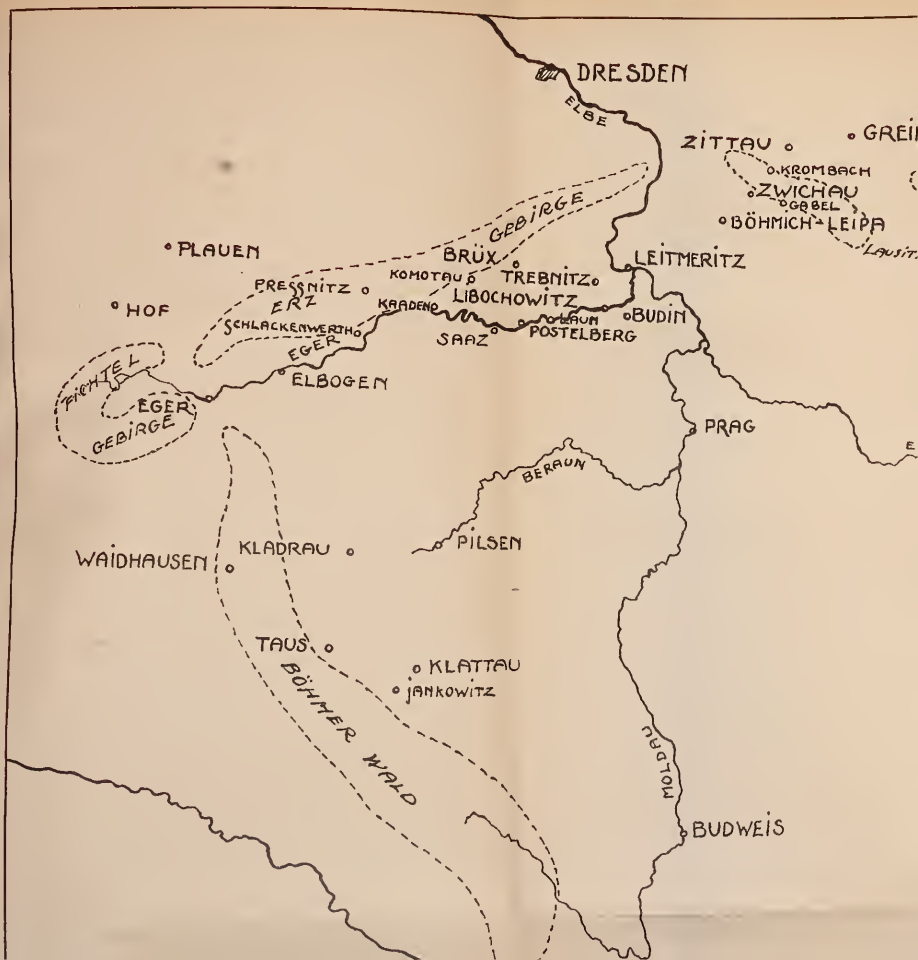 DRESDEN
ELBE
ZITTAU
GREI
KROMBACH
ZWICHAU
GABEL
BÖHMICH-LEIPA
LAUSITZ
GEBIRGE
PLAUEN
BRÜX
LEITMERITZ
KOMOTAU
TREBNITZ
PRESSNITZ
ERZ
LIBOCHOWITZ
HOF
KAADEN
BUDIN
SCHLACKENWERTH
LAUN
SAAZ
POSTELBERG
EGER
FICHTEL
ELBOGEN
EGER
GEBIRGE
PRAG
E
BERAUN
PILSEN
KLADRAU
WAIDHAUSEN
TAUS
KLATTAU
JANKOWITZ
BÖHMER WALD
MOLDAU
BUDWEIS